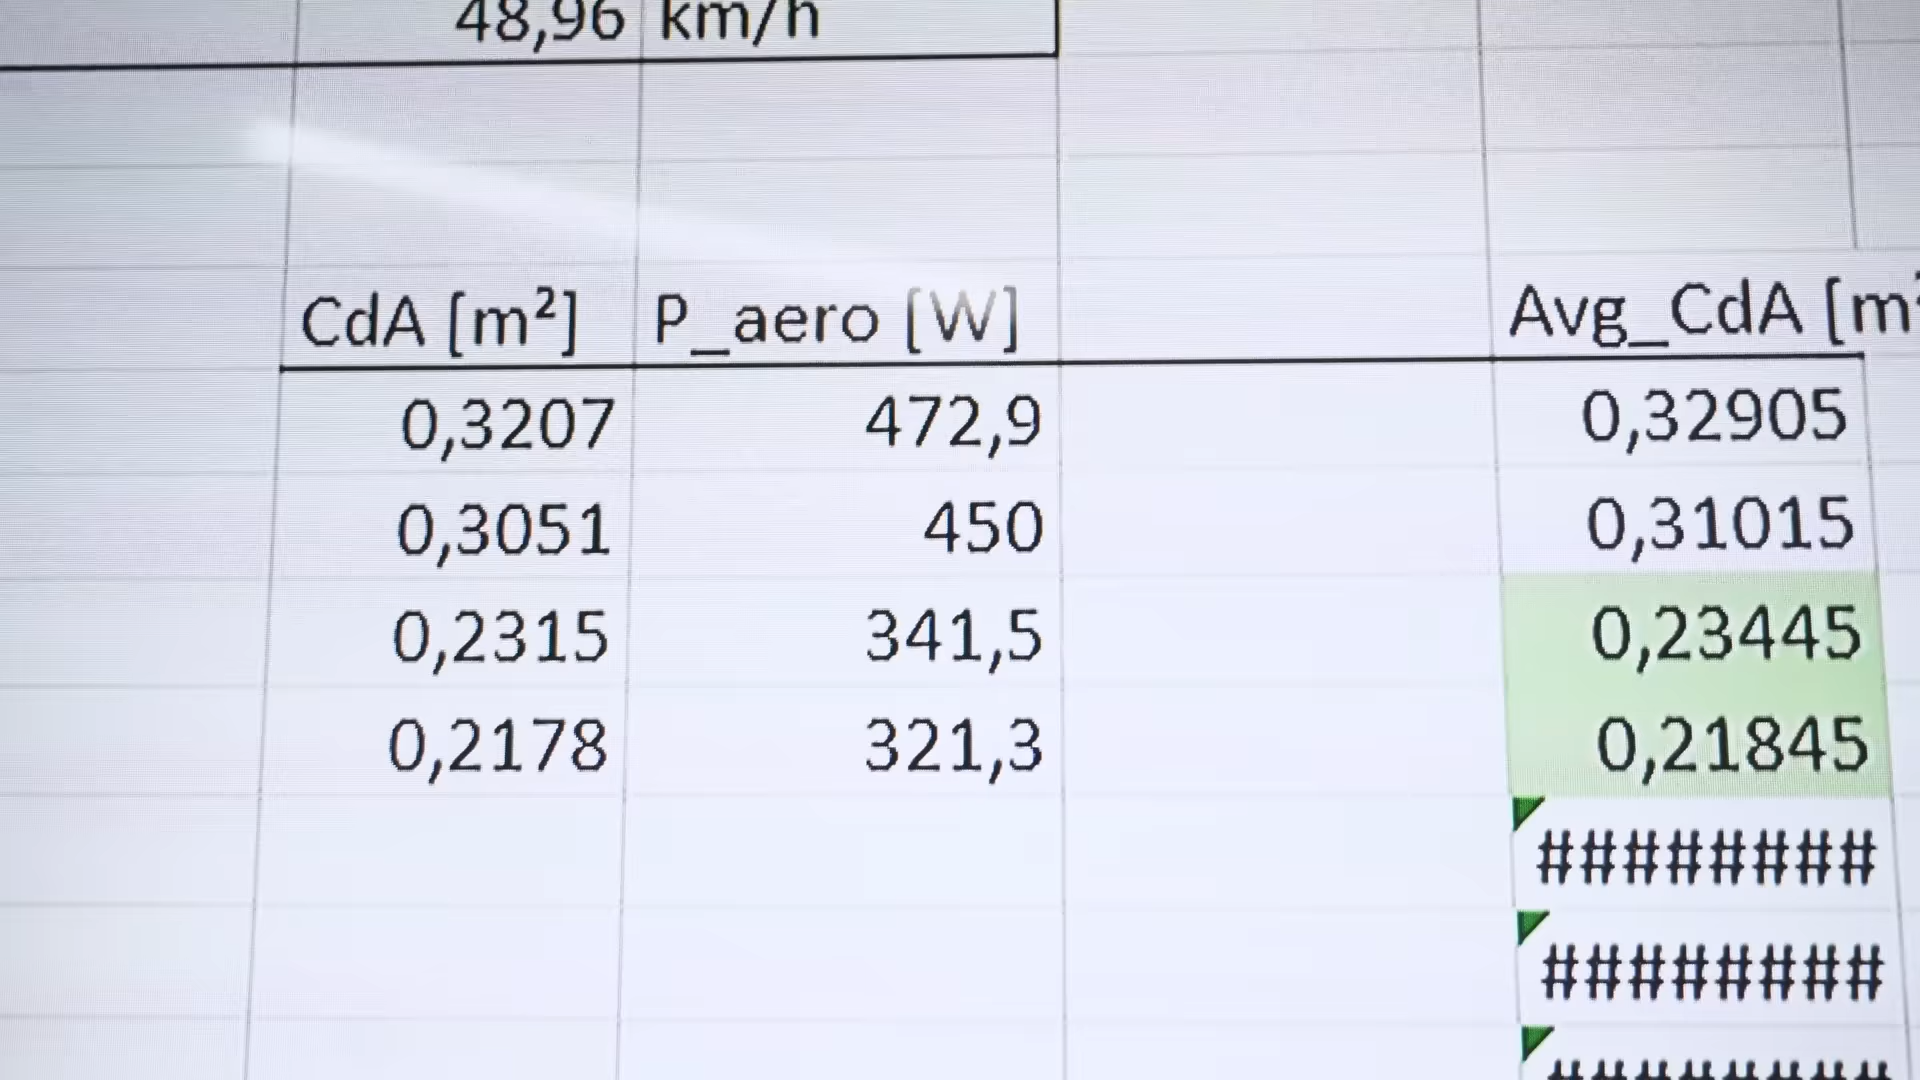 48,96 km/h
CdA [m²] P_aero [W] Avg_CdA [m²
0,3207 472,9 0,32905
0,3051 450 0,31015
0,2315 341,5 0,23445
0,2178 321,3 0,21845
########
########
########